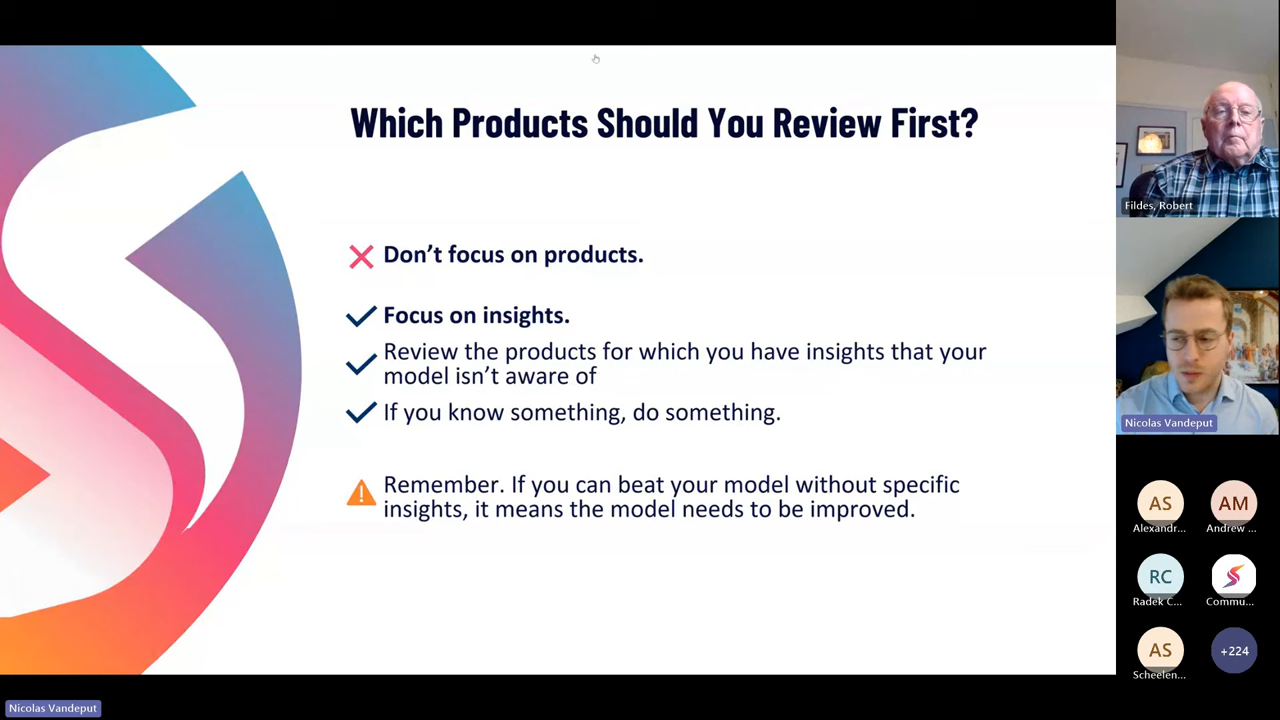 Which Products Should You Review First?
Don’t focus on products.
Focus on insights.
Review the products for which you have insights that your
model isn’t aware of
If you know something, do something.
Remember. If you can beat your model without specific
insights, it means the model needs to be improved.
Fildes, Robert
Nicolas Vandeput
AS
AM
Alexandr...
Andrew ...
RC
Radek C...
Commu...
AS
+224
Scheelen...
Nicolas Vandeput